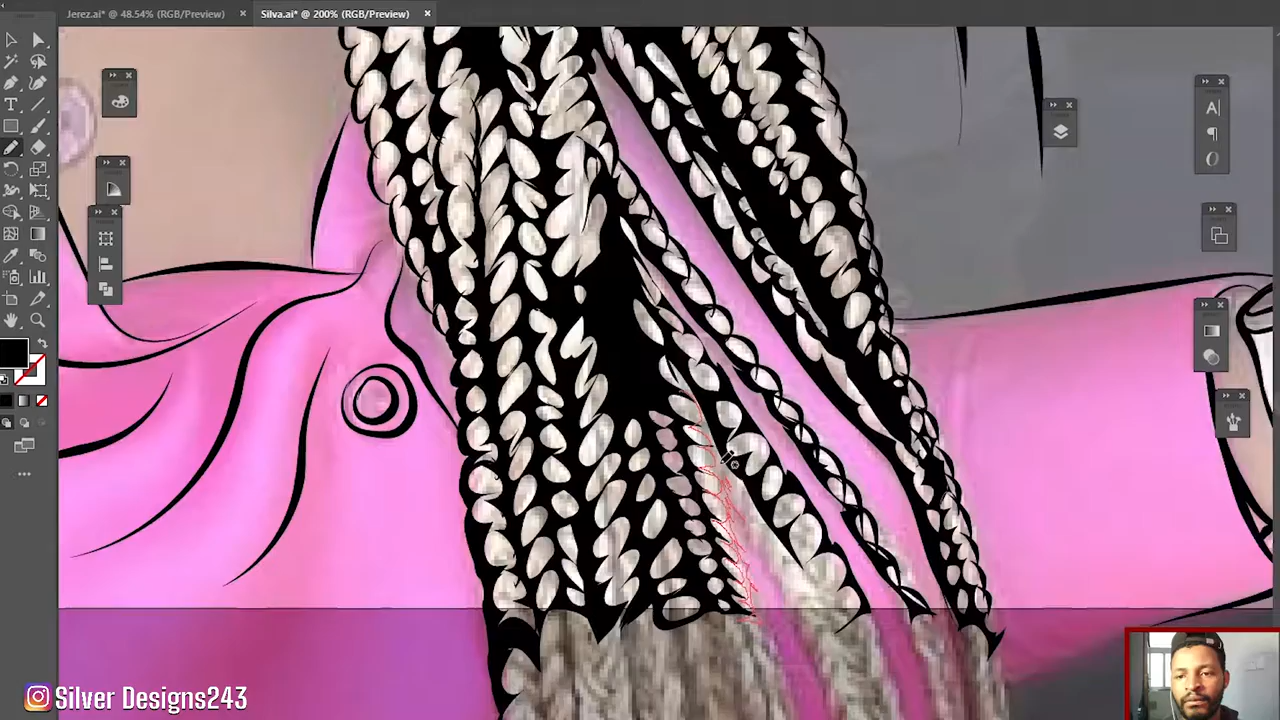 Jerez.ai* @ 48.54% (RGB/Preview)
Silva.ai* @ 200% (RGB/Preview)
Silver Designs243